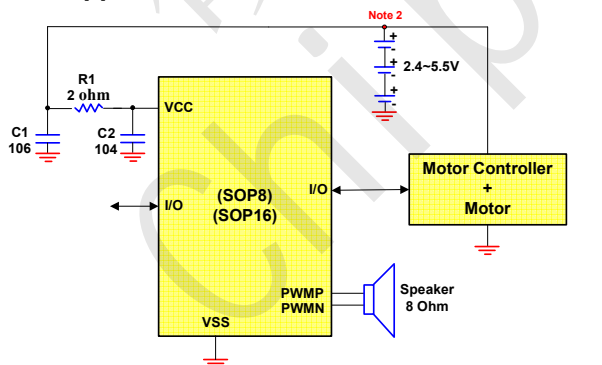 Note 2
+
-
+
-
+
-
2.4~5.5V
R1
2 ohm
C1
106
C2
104
VCC
I/O
(SOP8)
(SOP16)
I/O
Motor Controller
+
Motor
PWMP
PWMN
Speaker
8 Ohm
VSS
Chip